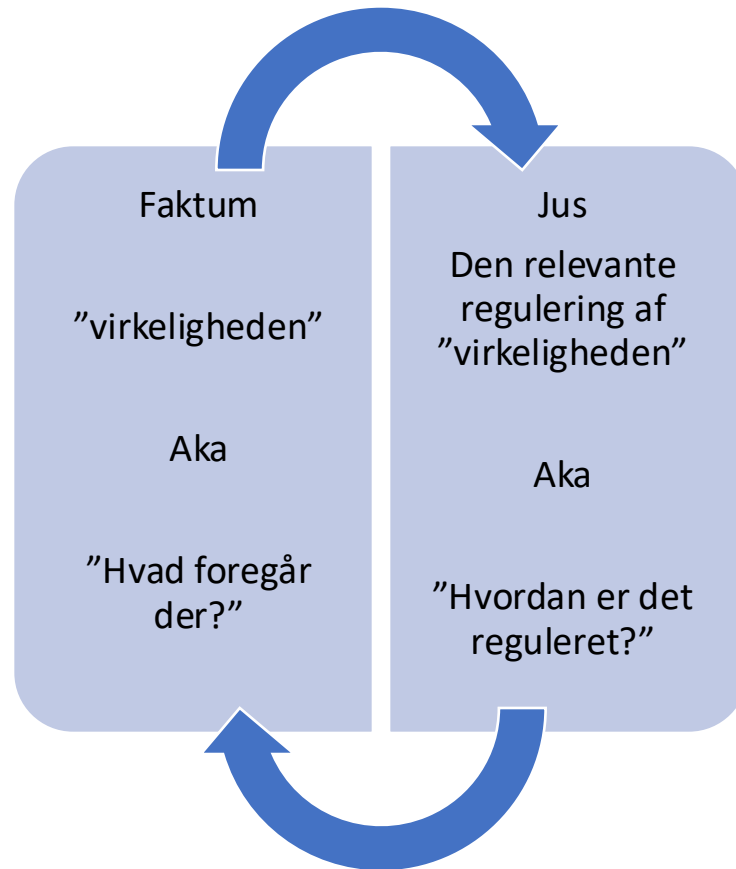 Faktum
”virkeligheden”
Aka
”Hvad foregår
der?”
Jus
Den relevante
regulering af
”virkeligheden”
Aka
”Hvordan er det
reguleret?”